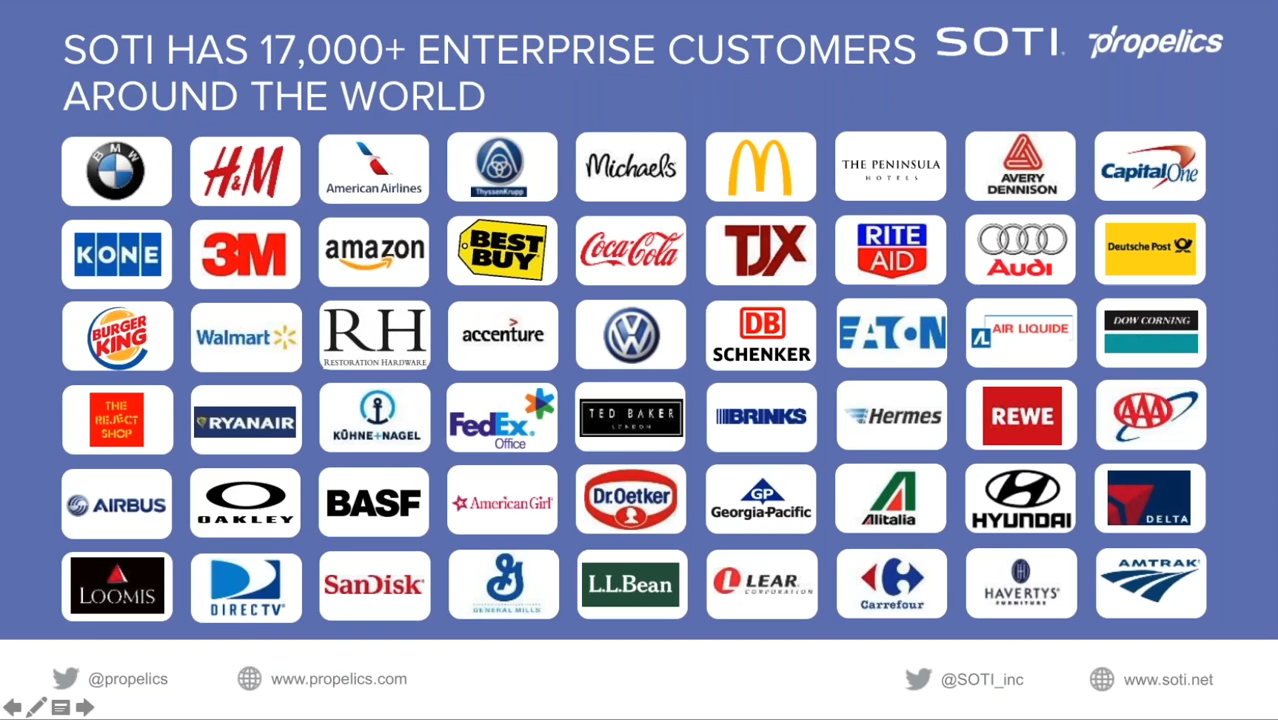 SOTI HAS 17,000+ ENTERPRISE CUSTOMERS
AROUND THE WORLD
SOTI
propelics
BMW
H&M
American Airlines
ThyssenKrupp
Michaels
M
THE PENINSULA
HOTELS
AVERY
DENNISON
Capital One
KONE
3M
amazon
BEST
BUY
Coca-Cola
TJX
RITE
AID
Audi
Deutsche Post
BURGER
KING
Walmart
RH
RESTORATION HARDWARE
accenture
VW
DB
SCHENKER
EATON
AIR LIQUIDE
DOW CORNING
THE
REJECT
SHOP
RYANAIR
KÜHNE+NAGEL
FedEx.
Office
TED BAKER
LONDON
BRINKS
Hermes
REWE
AAA
AIRBUS
OAKLEY
BASF
American Girl
Dr.Oetker
GP
Georgia-Pacific
Alitalia
HYUNDAI
DELTA
LOOMIS
DIRECTV
SanDisk
G
GENERAL MILLS
L.L.Bean
LEAR
CORPORATION
Carrefour
H
HAVERTYS
FURNITURE
AMTRAK
@propelics
www.propelics.com
@SOTI_inc
www.soti.net